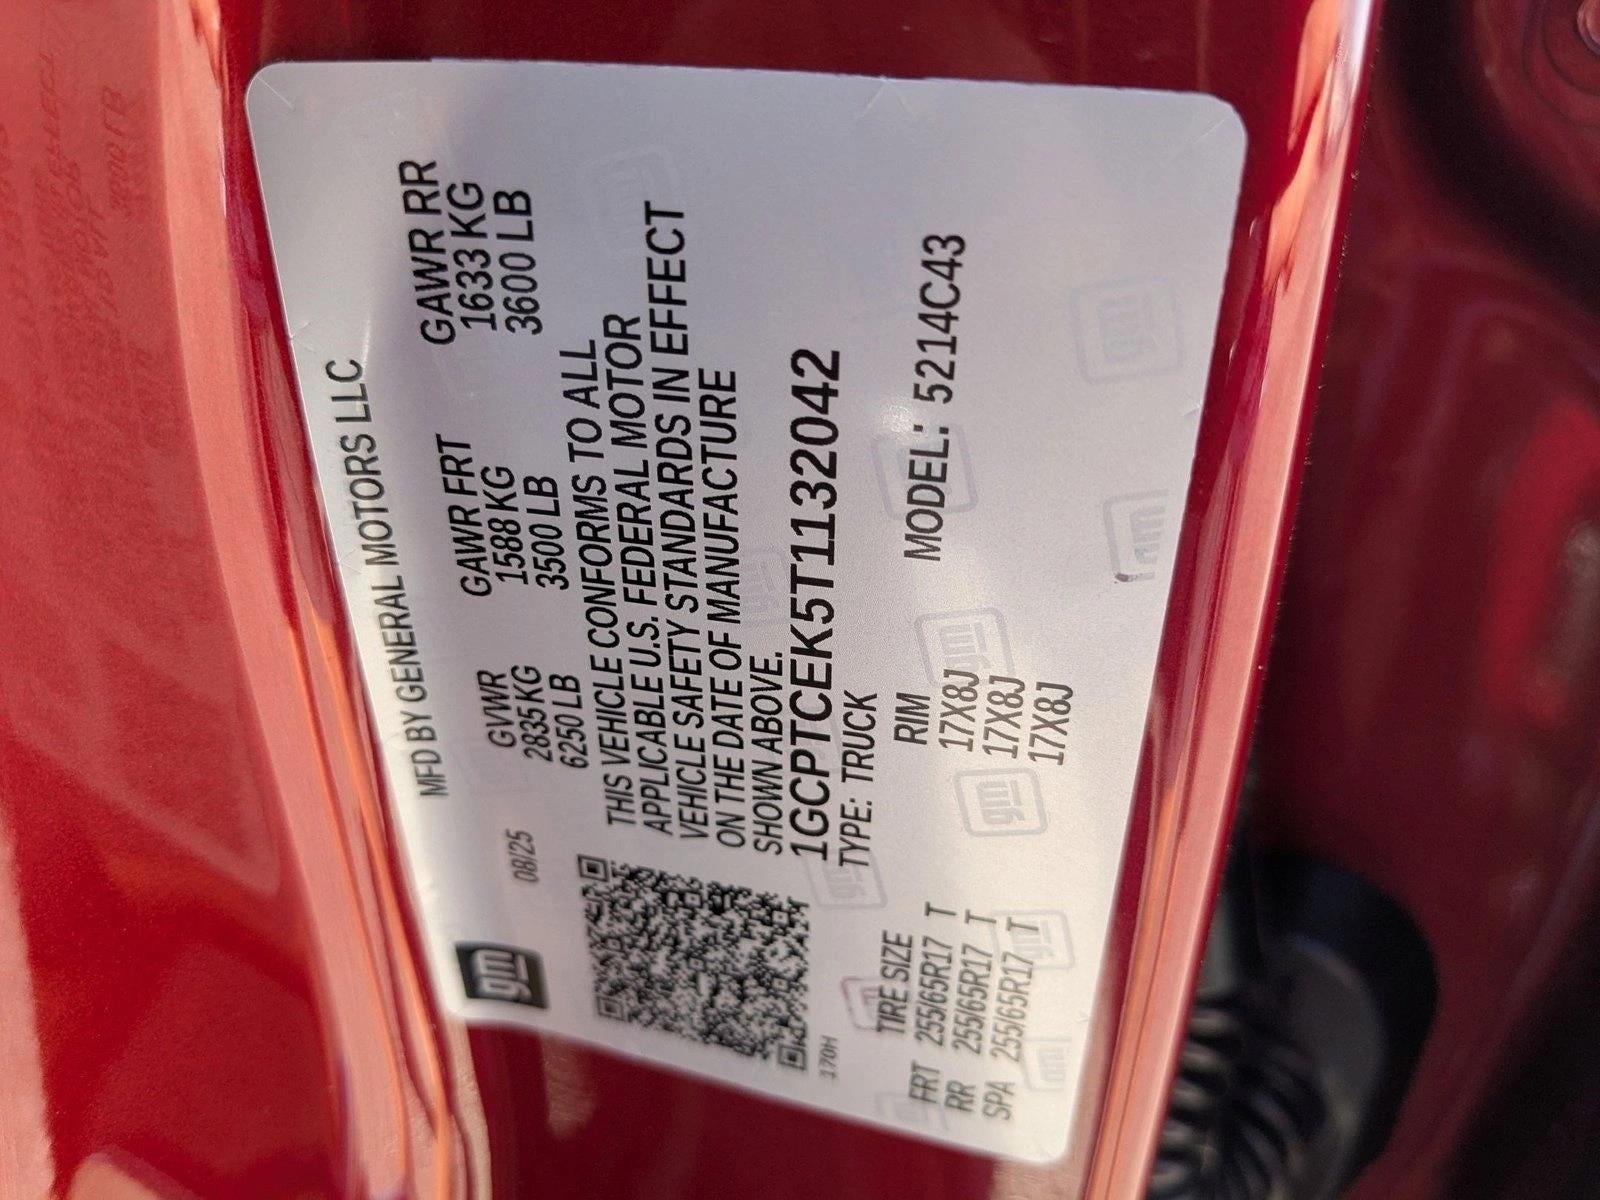 gm
MFD BY GENERAL MOTORS LLC
08/25
GVWR GAWR FRT GAWR RR
2835 KG 1588 KG 1633 KG
6250 LB 3500 LB 3600 LB
THIS VEHICLE CONFORMS TO ALL
APPLICABLE U.S. FEDERAL MOTOR
VEHICLE SAFETY STANDARDS IN EFFECT
ON THE DATE OF MANUFACTURE
SHOWN ABOVE.
1GCPTCEK5T1132042
TYPE: TRUCK MODEL: 5214C43
170H
TIRE SIZE RIM
FRT 255/65R17 T 17X8J
RR 255/65R17 T 17X8J
SPA 255/65R17 T 17X8J